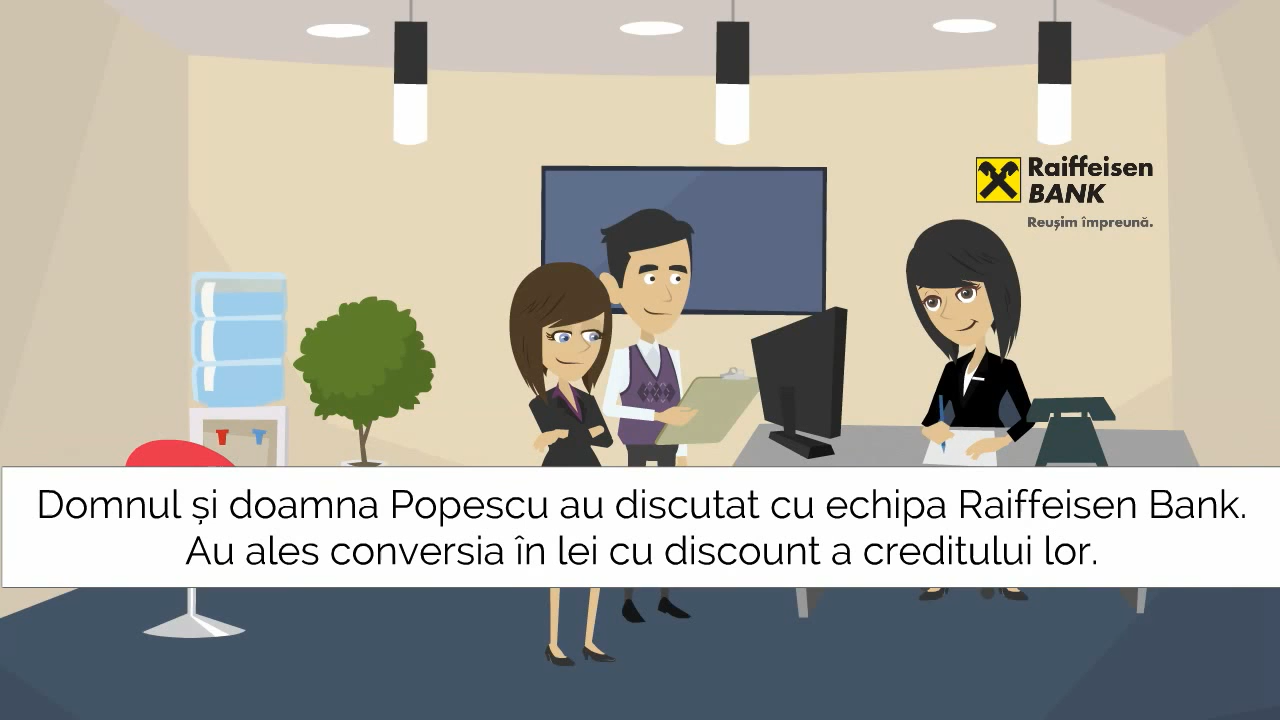 Raiffeisen
BANK
Reușim împreună.
Domnul și doamna Popescu au discutat cu echipa Raiffeisen Bank.
Au ales conversia în lei cu discount a creditului lor.